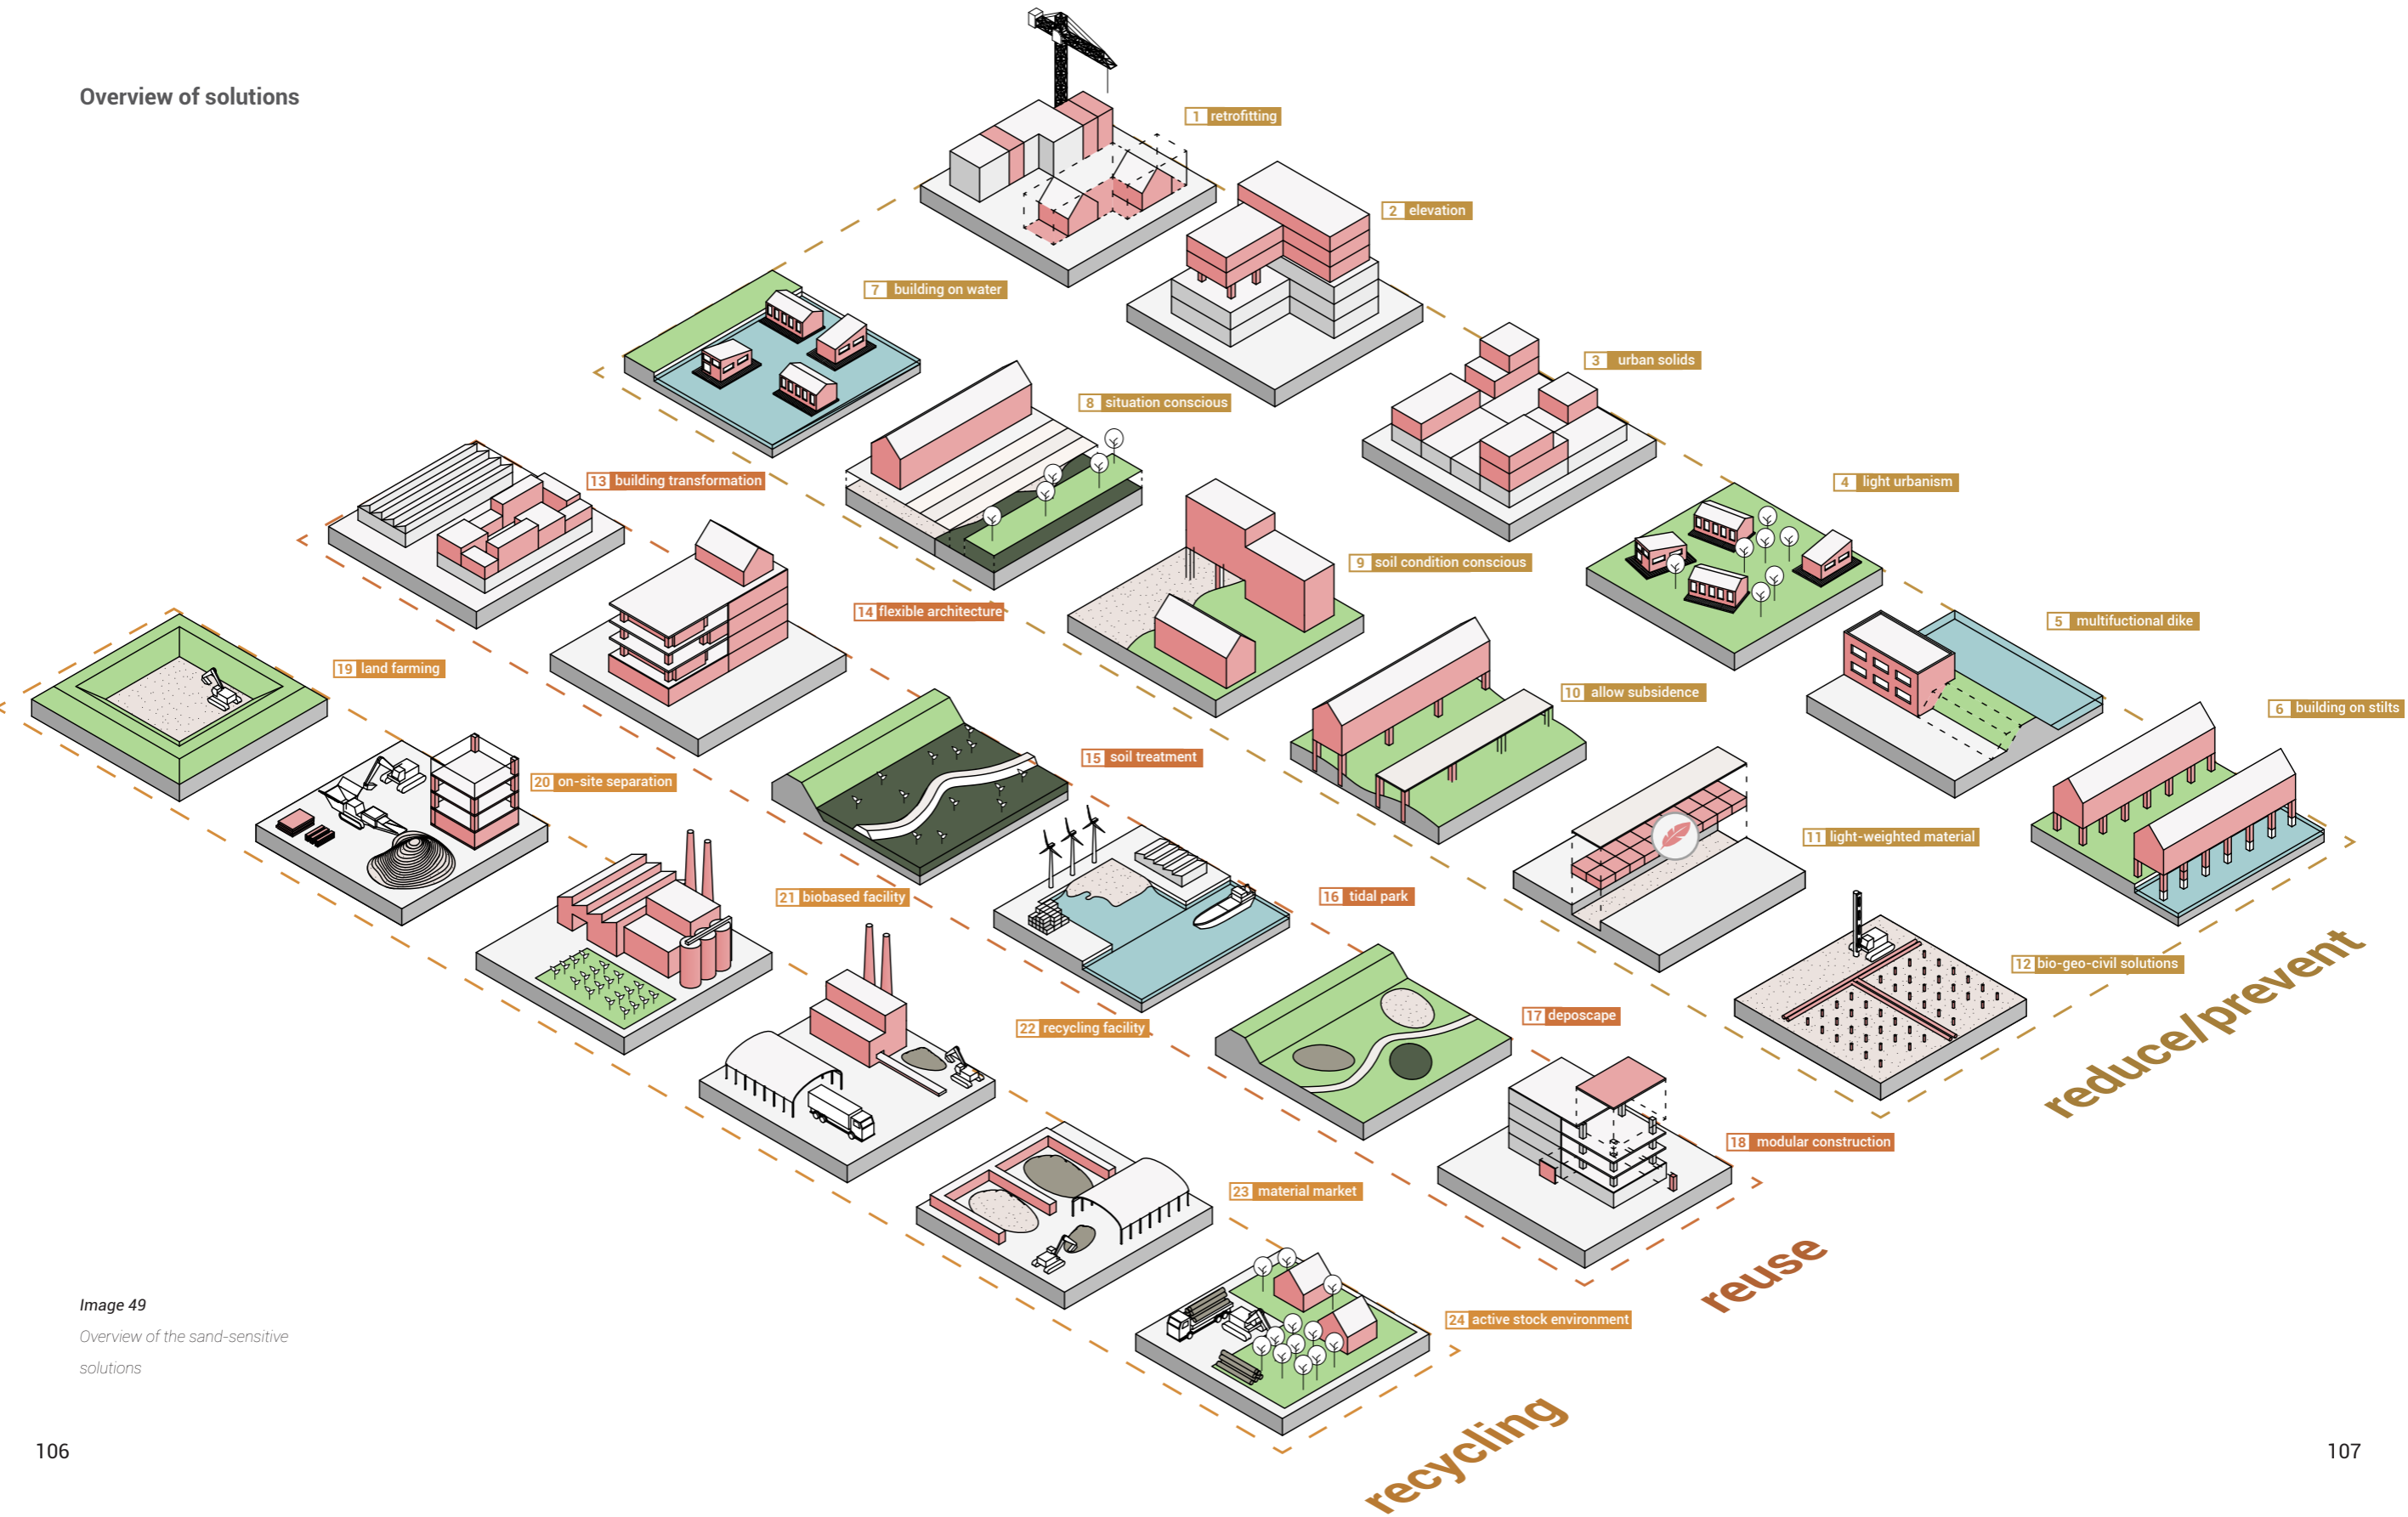 Overview of solutions
1 retrofitting
2 elevation
3 urban solids
4 light urbanism
5 multifuctional dike
6 building on stilts
7 building on water
8 situation conscious
9 soil condition conscious
10 allow subsidence
11 light-weighted material
12 bio-geo-civil solutions
13 building transformation
14 flexible architecture
15 soil treatment
16 tidal park
17 deposcape
18 modular construction
19 land farming
20 on-site separation
21 biobased facility
22 recycling facility
23 material market
24 active stock environment
reduce/prevent
reuse
recycling
Image 49
Overview of the sand-sensitive
solutions
106
107